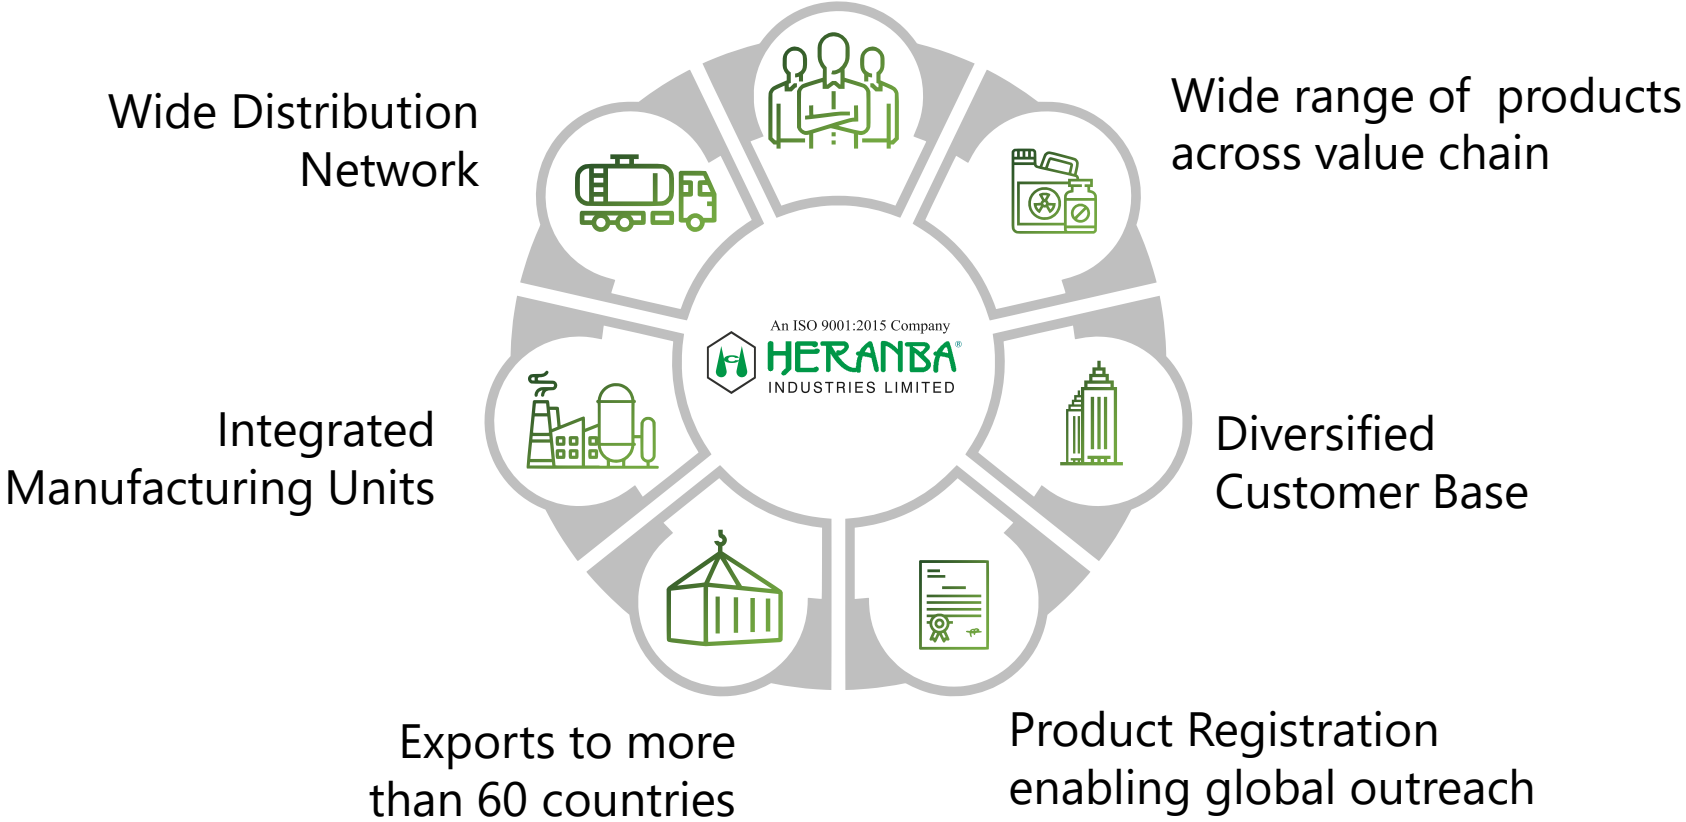 Wide Distribution
Network
Wide range of products
across value chain
An ISO 9001:2015 Company
HERANBA®
INDUSTRIES LIMITED
Integrated
Manufacturing Units
Diversified
Customer Base
Exports to more
than 60 countries
Product Registration
enabling global outreach